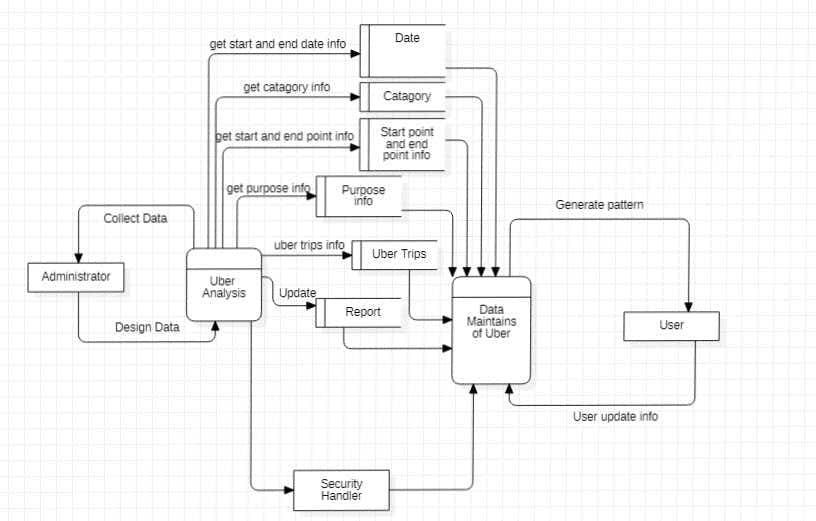 get start and end date info
Date
get catagory info
Catagory
get start and end point info
Start point
and end
point info
get purpose info
Purpose
info
Collect Data
Generate pattern
uber trips info
Uber Trips
Administrator
Uber
Analysis
Update
Report
Data
Maintains
of Uber
User
Design Data
User update info
Security
Handler